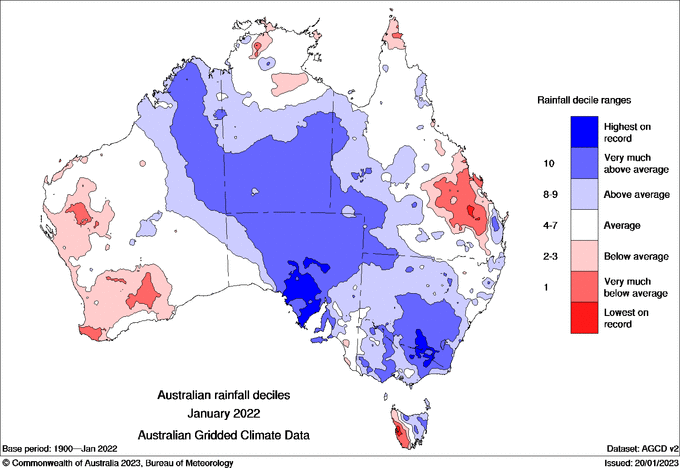 Rainfall decile ranges
Highest on
record
10
Very much
above average
8-9
Above average
4-7
Average
2-3
Below average
1
Very much
below average
Lowest on
record
Australian rainfall deciles
January 2022
Australian Gridded Climate Data
Base period: 1900—Jan 2022
Dataset: AGCD v2
© Commonwealth of Australia 2023, Bureau of Meteorology
Issued: 20/01/2023